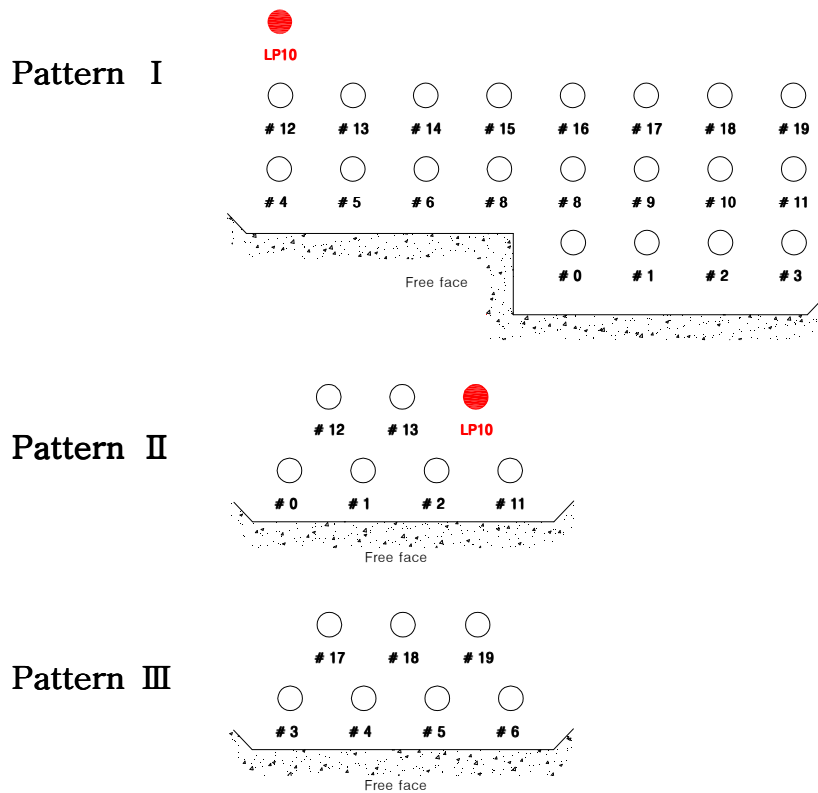 LP10
Pattern Ⅰ
# 12 # 13 # 14 # 15 # 16 # 17 # 18 # 19
# 4 # 5 # 6 # 8 # 8 # 9 # 10 # 11
# 0 # 1 # 2 # 3
Free face
Pattern Ⅱ
# 12 # 13 LP10
# 0 # 1 # 2 # 11
Free face
# 17 # 18 # 19
Pattern Ⅲ
# 3 # 4 # 5 # 6
Free face